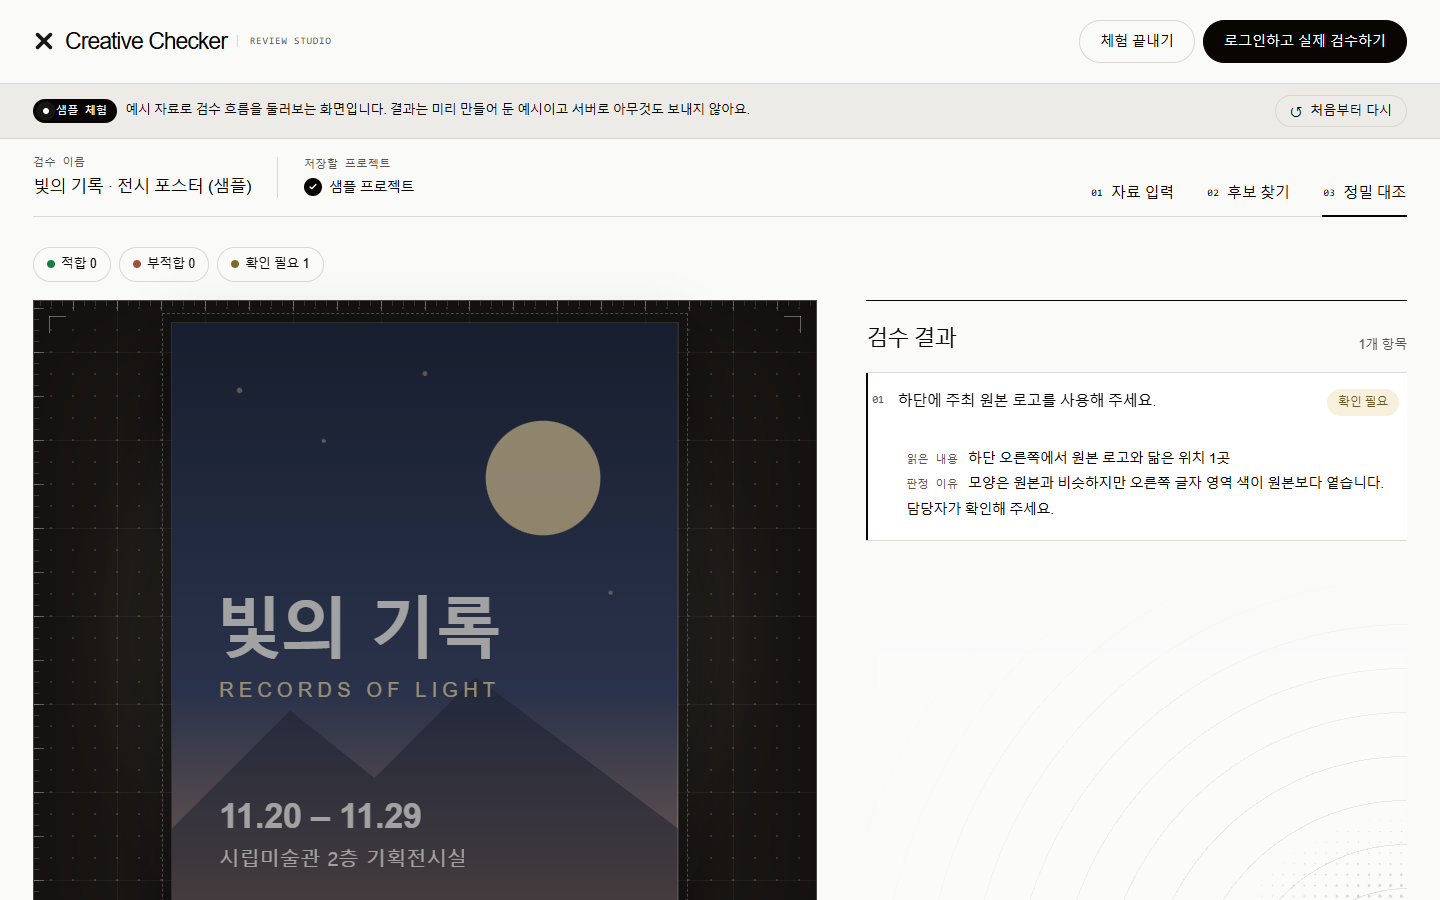 Creative Checker
REVIEW STUDIO
체험 끝내기
로그인하고 실제 검수하기
샘플 체험
예시 자료로 검수 흐름을 둘러보는 화면입니다. 결과는 미리 만들어 둔 예시이고 서버로 아무것도 보내지 않아요.
처음부터 다시
검수 이름
빛의 기록 · 전시 포스터 (샘플)
저장할 프로젝트
샘플 프로젝트
01 자료 입력
02 후보 찾기
03 정밀 대조
적합 0
부적합 0
확인 필요 1
빛의 기록
RECORDS OF LIGHT
11.20 – 11.29
시립미술관 2층 기획전시실
검수 결과
1개 항목
01 하단에 주최 원본 로고를 사용해 주세요.
확인 필요
읽은 내용 하단 오른쪽에서 원본 로고와 닮은 위치 1곳
판정 이유 모양은 원본과 비슷하지만 오른쪽 글자 영역 색이 원본보다 옅습니다.
담당자가 확인해 주세요.